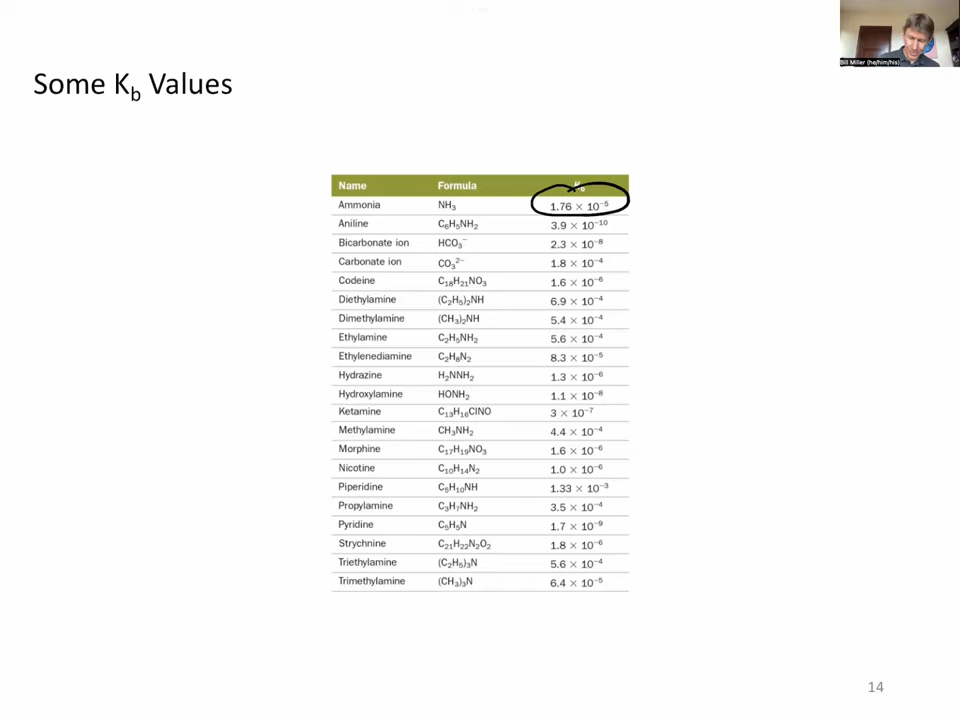 Bill Miller (he/him/his)
Some K_b Values
Name Formula K_b
Ammonia NH₃ 1.76 × 10⁻⁵
Aniline C₆H₅NH₂ 3.9 × 10⁻¹⁰
Bicarbonate ion HCO₃⁻ 2.3 × 10⁻⁸
Carbonate ion CO₃²⁻ 1.8 × 10⁻⁴
Codeine C₁₈H₂₁NO₃ 1.6 × 10⁻⁶
Diethylamine (C₂H₅)₂NH 6.9 × 10⁻⁴
Dimethylamine (CH₃)₂NH 5.4 × 10⁻⁴
Ethylamine C₂H₅NH₂ 5.6 × 10⁻⁴
Ethylenediamine C₂H₈N₂ 8.3 × 10⁻⁵
Hydrazine H₂NNH₂ 1.3 × 10⁻⁶
Hydroxylamine HONH₂ 1.1 × 10⁻⁸
Ketamine C₁₃H₁₆ClNO 3 × 10⁻⁷
Methylamine CH₃NH₂ 4.4 × 10⁻⁴
Morphine C₁₇H₁₉NO₃ 1.6 × 10⁻⁶
Nicotine C₁₀H₁₄N₂ 1.0 × 10⁻⁶
Piperidine C₅H₁₀NH 1.33 × 10⁻³
Propylamine C₃H₇NH₂ 3.5 × 10⁻⁴
Pyridine C₅H₅N 1.7 × 10⁻⁹
Strychnine C₂₁H₂₂N₂O₂ 1.8 × 10⁻⁶
Triethylamine (C₂H₅)₃N 5.6 × 10⁻⁴
Trimethylamine (CH₃)₃N 6.4 × 10⁻⁵
14